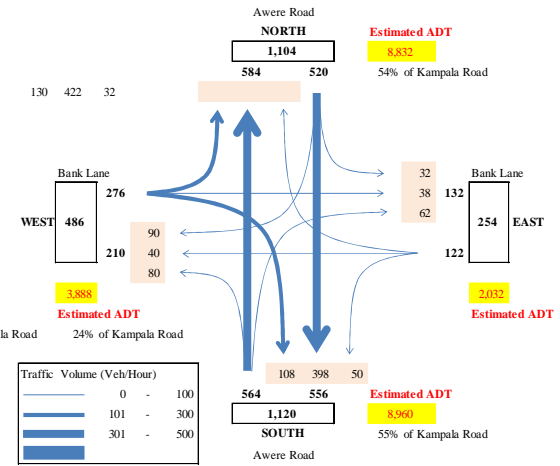 Awere Road
NORTH Estimated ADT
1,104 8,832
584 520 54% of Kampala Road
130 422 32
32
Bank Lane 38 132 Bank Lane
276 62
WEST 486 254 EAST
90
210 40 122
80
3,888 2,032
Estimated ADT Estimated ADT
la Road 24% of Kampala Road
108 398 50
Traffic Volume (Veh/Hour)
0 - 100
101 - 300
301 - 500
564 556 Estimated ADT
1,120 8,960
SOUTH 55% of Kampala Road
Awere Road